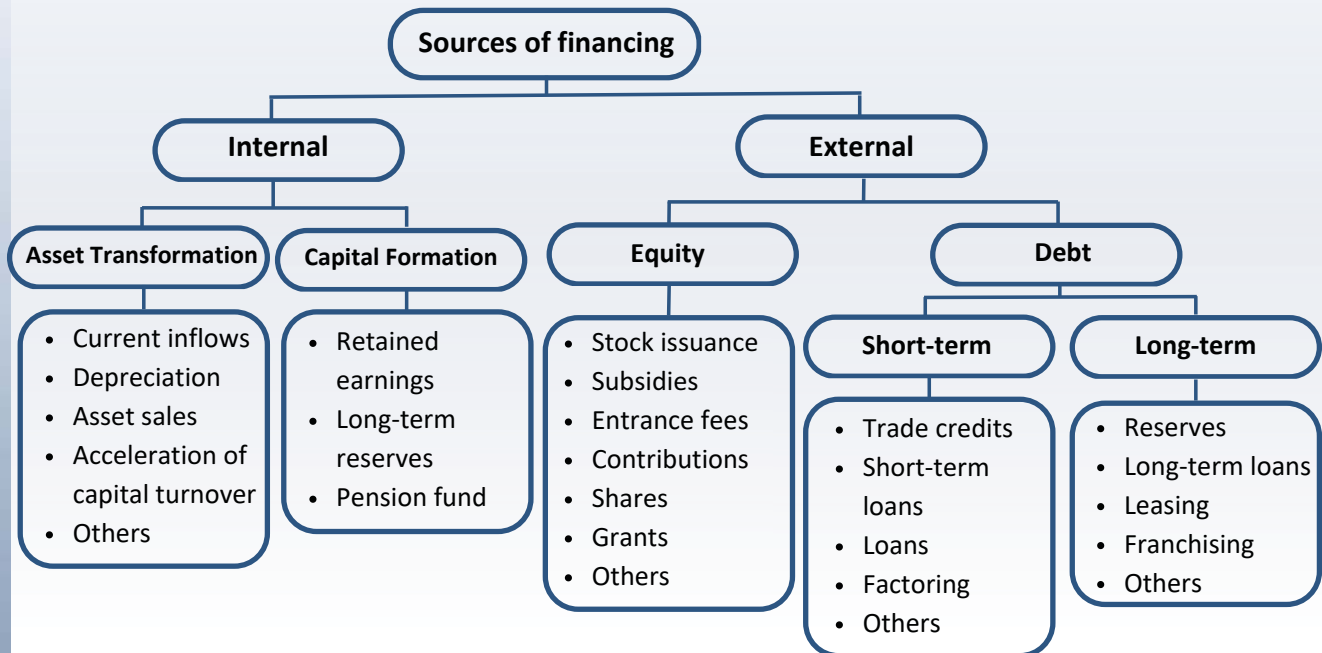 Sources of financing
Internal
External
Asset Transformation
Capital Formation
Equity
Debt
• Current inflows
• Depreciation
• Asset sales
• Acceleration of
capital turnover
• Others
• Retained
earnings
• Long-term
reserves
• Pension fund
• Stock issuance
• Subsidies
• Entrance fees
• Contributions
• Shares
• Grants
• Others
Short-term
Long-term
• Trade credits
• Short-term
loans
• Loans
• Factoring
• Others
• Reserves
• Long-term loans
• Leasing
• Franchising
• Others